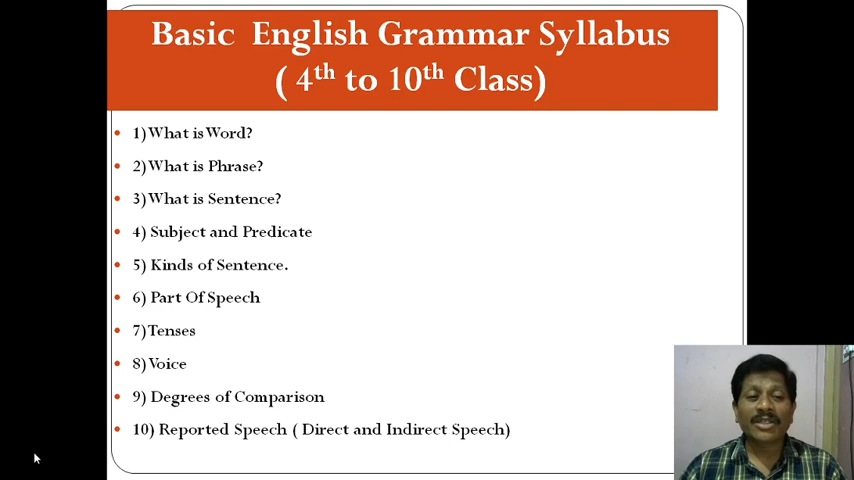 Basic English Grammar Syllabus
( 4th to 10th Class)
1) What is Word?
2) What is Phrase?
3) What is Sentence?
4) Subject and Predicate
5) Kinds of Sentence.
6) Part Of Speech
7) Tenses
8) Voice
9) Degrees of Comparison
10) Reported Speech ( Direct and Indirect Speech)